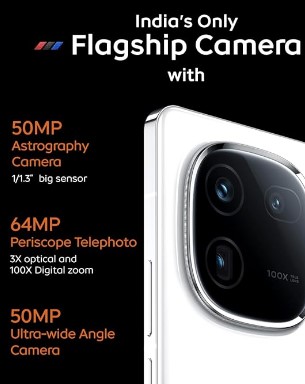 India's Only
Flagship Camera
with
50MP
Astrography
Camera
1/1.3" big sensor
64MP
Periscope Telephoto
3X optical and
100X Digital zoom
50MP
Ultra-wide Angle
Camera
100X